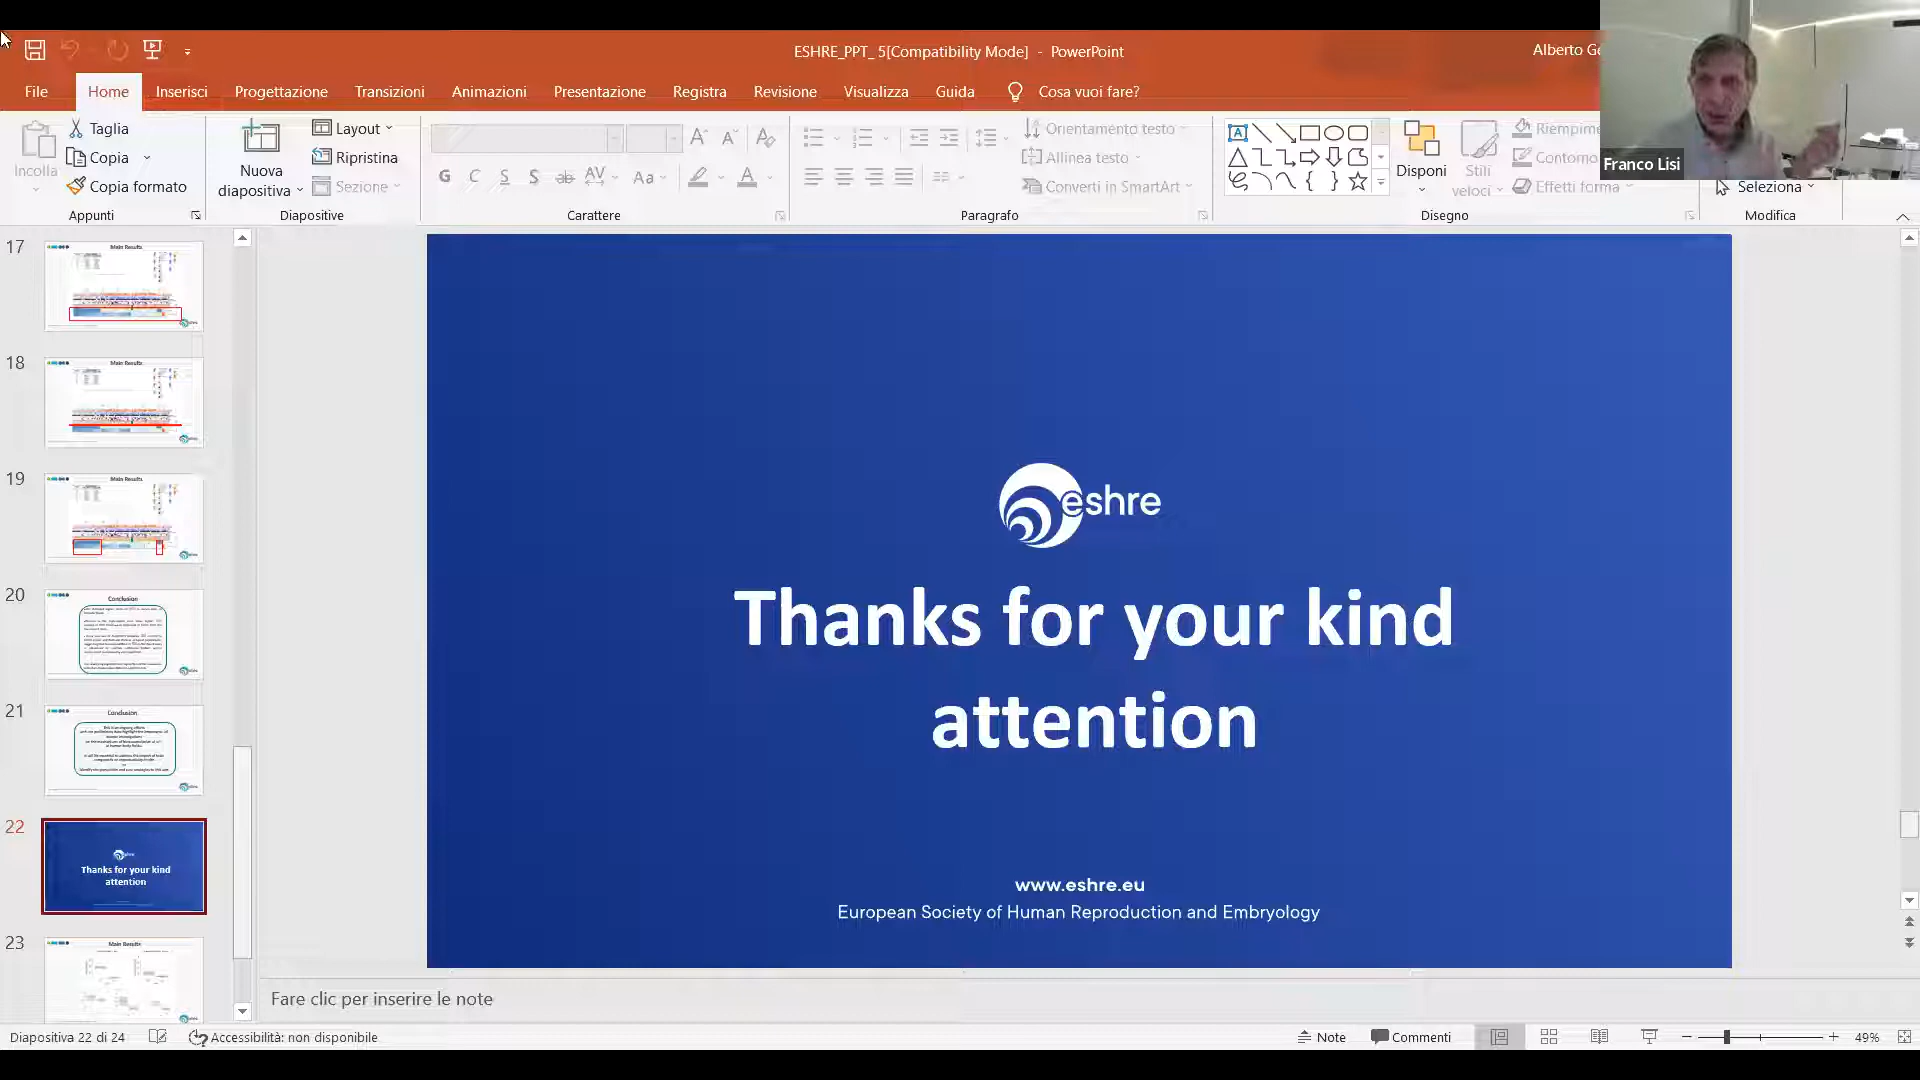 ESHRE_PPT_ 5[Compatibility Mode] - PowerPoint
Alberto
File Home Inserisci Progettazione Transizioni Animazioni Presentazione Registra Revisione Visualizza Guida Cosa vuoi fare?
Incolla
Taglia
Copia
Copia formato
Appunti
Nuova
diapositiva
Layout
Ripristina
Sezione
Diapositive
G C S S ab AV Aa A
Carattere
Orientamento testo
Allinea testo
Converti in SmartArt
Paragrafo
Disponi
Stili
veloci
Contorno
Effetti forma
Disegno
Seleziona
Modifica
Franco Lisi
17
Main Results
18
Main Results
19
Main Results
20
Conclusion
21
Conclusion
22
Thanks for your kind
attention
23
Main Results
eshre
Thanks for your kind
attention
www.eshre.eu
European Society of Human Reproduction and Embryology
Fare clic per inserire le note
Diapositiva 22 di 24
Accessibilità: non disponibile
Note
Commenti
49%